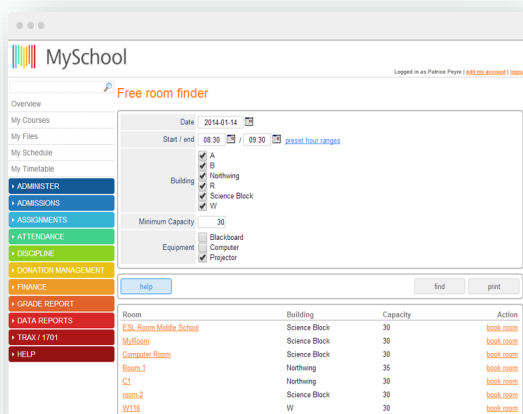 MySchool
Logged in as Patrice Peyre | edit my account | logout
Free room finder
Overview
My Courses
My Files
My Schedule
My Timetable
ADMINISTER
ADMISSIONS
ASSIGNMENTS
ATTENDANCE
DISCIPLINE
DONATION MANAGEMENT
FINANCE
GRADE REPORT
DATA REPORTS
TRAX / 1701
HELP
Date 2014-01-14
Start / end 08:30 / 09:30 preset hour ranges
Building
A
B
Northwing
R
Science Block
W
Minimum Capacity 30
Equipment
Blackboard
Computer
Projector
help find print
Room Building Capacity Action
ESL Room Middle School Science Block 30 book room
MyRoom Science Block 30 book room
Computer Room Science Block 30 book room
Room 1 Northwing 35 book room
C1 Northwing 30 book room
room-2 Science Block 30 book room
W116 W 30 book room